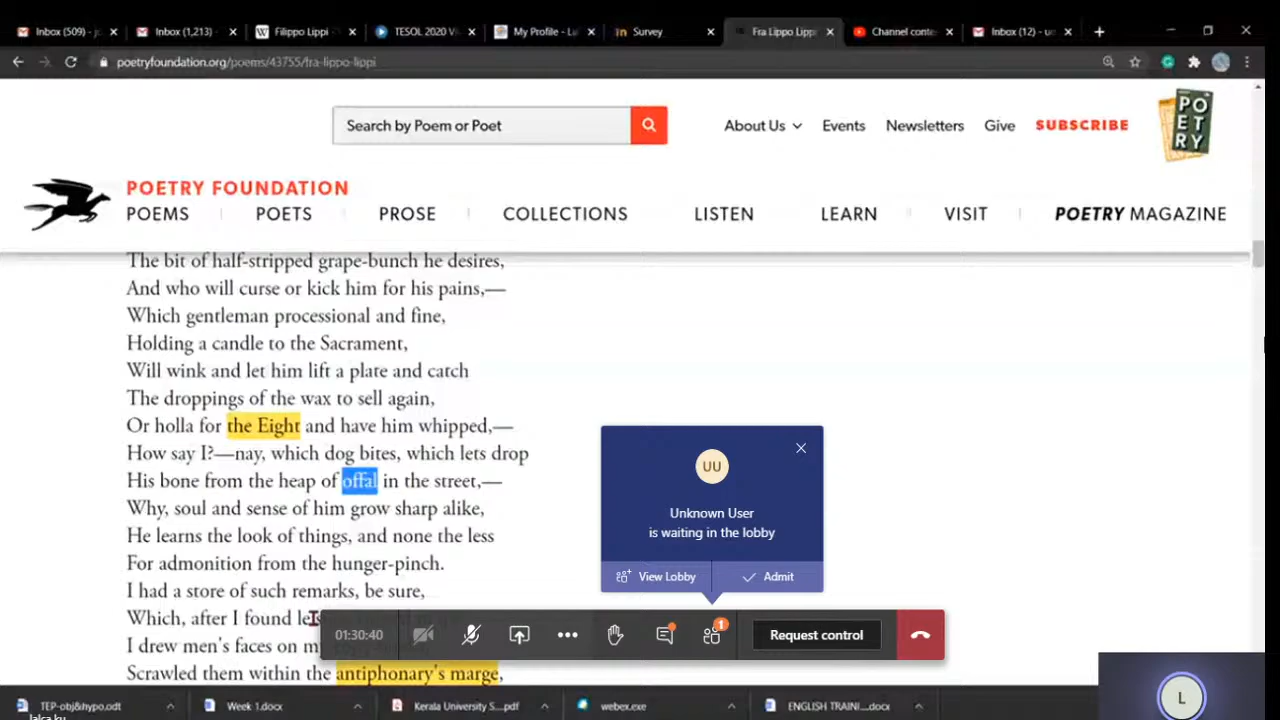 Inbox (509) -
Inbox (1,213) -
Filippo Lippi -
TESOL 2020 V
My Profile -
Survey
Fra Lippo Lippi
Channel conte
Inbox (12) -
poetryfoundation.org/poems/43755/fra-lippo-lippi
Search by Poem or Poet
About Us
Events
Newsletters
Give
SUBSCRIBE
POETRY
POETRY FOUNDATION
POEMS
POETS
PROSE
COLLECTIONS
LISTEN
LEARN
VISIT
POETRY MAGAZINE
The bit of half-stripped grape-bunch he desires,
And who will curse or kick him for his pains,—
Which gentleman processional and fine,
Holding a candle to the Sacrament,
Will wink and let him lift a plate and catch
The droppings of the wax to sell again,
Or holla for the Eight and have him whipped,—
How say I?—nay, which dog bites, which lets drop
His bone from the heap of offal in the street,—
Why, soul and sense of him grow sharp alike,
He learns the look of things, and none the less
For admonition from the hunger-pinch.
I had a store of such remarks, be sure,
Which, after I found
I drew men's faces on
Scrawled them within the antiphonary's marge,
UU
Unknown User
is waiting in the lobby
View Lobby
Admit
01:30:40
1
Request control
L
TEP-obj&hypo.odt
Week 1.docx
Kerala University S....pdf
webex.exe
ENGLISH TRAINI....docx